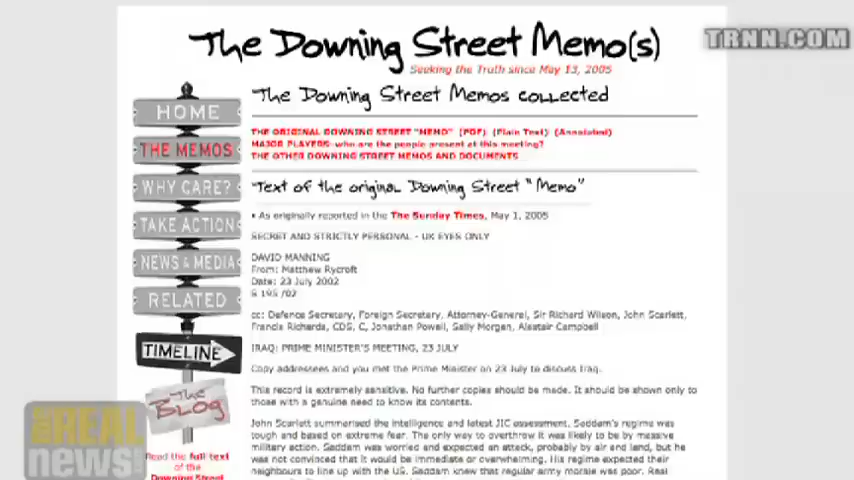 The Downing Street Memo(s)
TRNN.COM
Seeking the Truth since May 13, 2005
The Downing Street Memos collected
HOME
THE MEMOS
WHY CARE?
TAKE ACTION
NEWS & MEDIA
RELATED
TIMELINE
The BLOG
Read the full text
of the
Downing Street
THE ORIGINAL DOWNING STREET "MEMO" (PDF) (Plain Text) (Annotated)
MAJOR PLAYERS: who are the people present at this meeting?
THE OTHER DOWNING STREET MEMOS AND DOCUMENTS
Text of the original Downing Street "Memo"
• As originally reported in the The Sunday Times, May 1, 2005
SECRET AND STRICTLY PERSONAL - UK EYES ONLY
DAVID MANNING
From: Matthew Rycroft
Date: 23 July 2002
S 195 /02
cc: Defence Secretary, Foreign Secretary, Attorney-General, Sir Richard Wilson, John Scarlett,
Francis Richards, CDS, C, Jonathan Powell, Sally Morgan, Alastair Campbell
IRAQ: PRIME MINISTER'S MEETING, 23 JULY
Copy addressees and you met the Prime Minister on 23 July to discuss Iraq.
This record is extremely sensitive. No further copies should be made. It should be shown only to
those with a genuine need to know its contents.
John Scarlett summarised the intelligence and latest JIC assessment. Saddam's regime was
tough and based on extreme fear. The only way to overthrow it was likely to be by massive
military action. Saddam was worried and expected an attack, probably by air and land, but he
was not convinced that it would be immediate or overwhelming. His regime expected their
neighbours to line up with the US. Saddam knew that regular army morale was poor. Real
THE REAL
news!